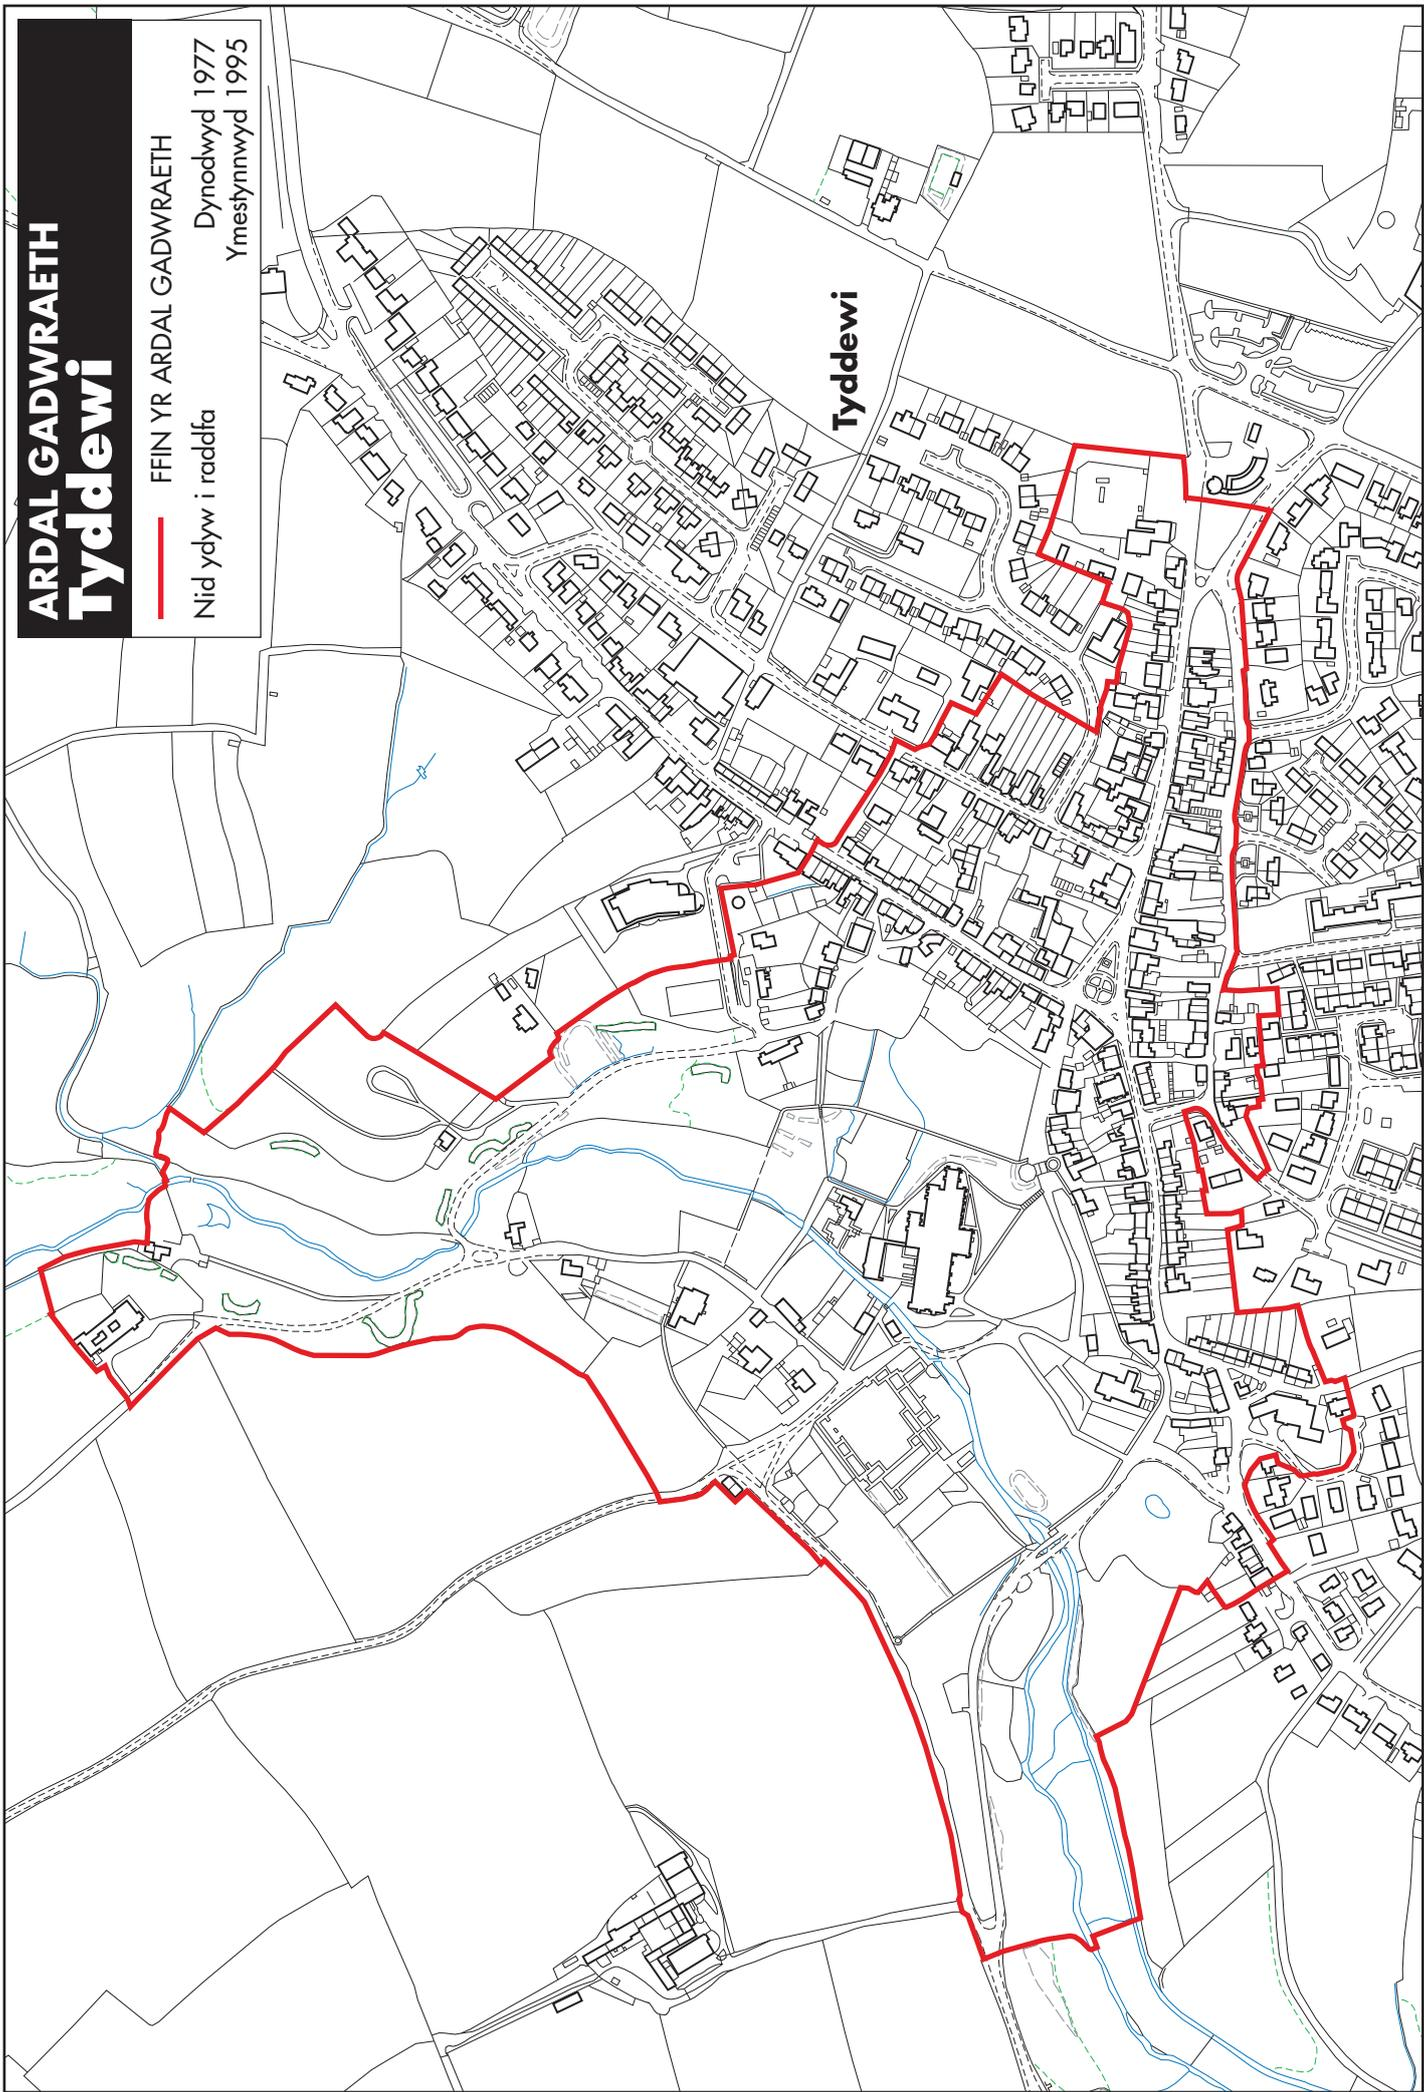 ARDAL GADWRAETH
Tyddewi
FFIN YR ARDAL GADWRAETH
Nid ydyw i raddfa
Dynodwyd 1977
Ymestynnwyd 1995
Tyddewi